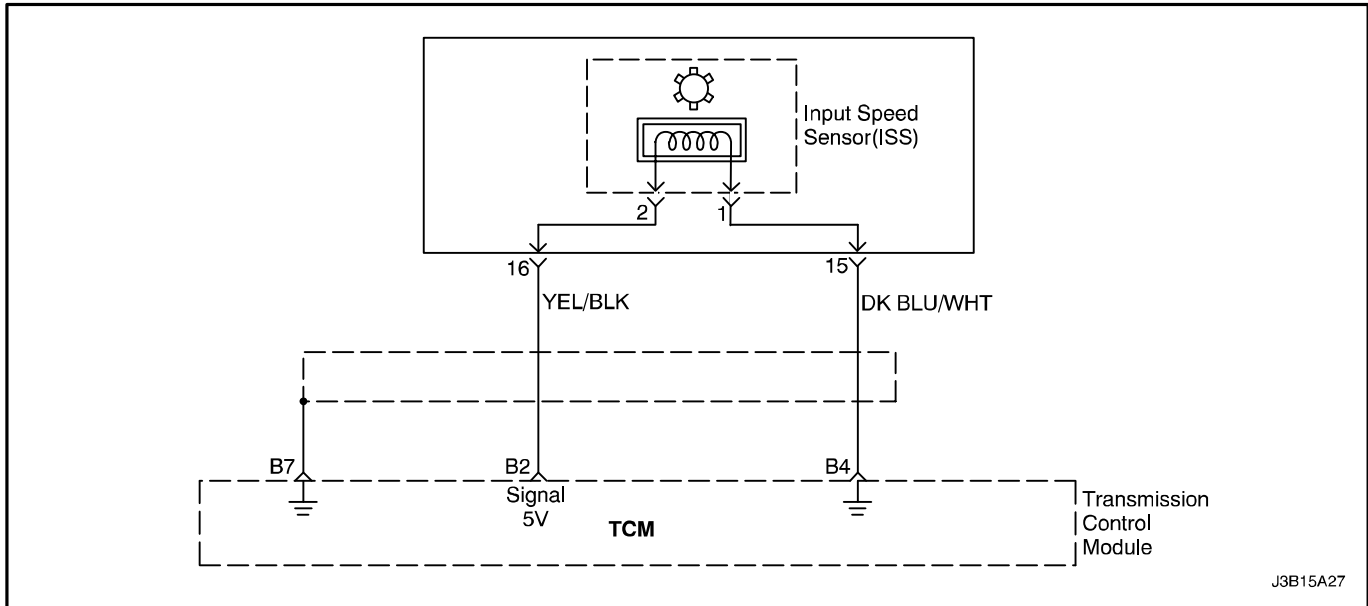 Input Speed
Sensor(ISS)
2
1
16
15
YEL/BLK
DK BLU/WHT
B7
B2
B4
Signal
5V
TCM
Transmission
Control
Module
J3B15A27